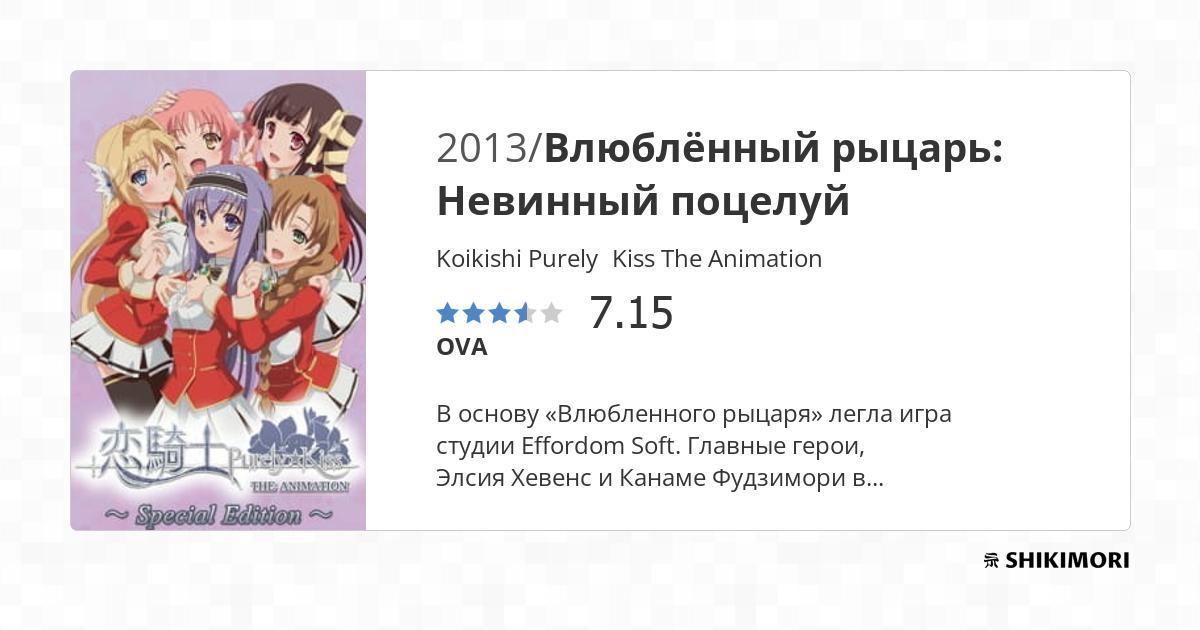 2013/Влюблённый рыцарь:
Невинный поцелуй
Koikishi Purely Kiss The Animation
7.15
OVA
В основу «Влюбленного рыцаря» легла игра
студии Effordom Soft. Главные герои,
Элсия Хевенс и Канаме Фудзимори в...
恋騎士 Purely☆Kiss
THE ANIMATION
～ Special Edition ～
SHIKIMORI